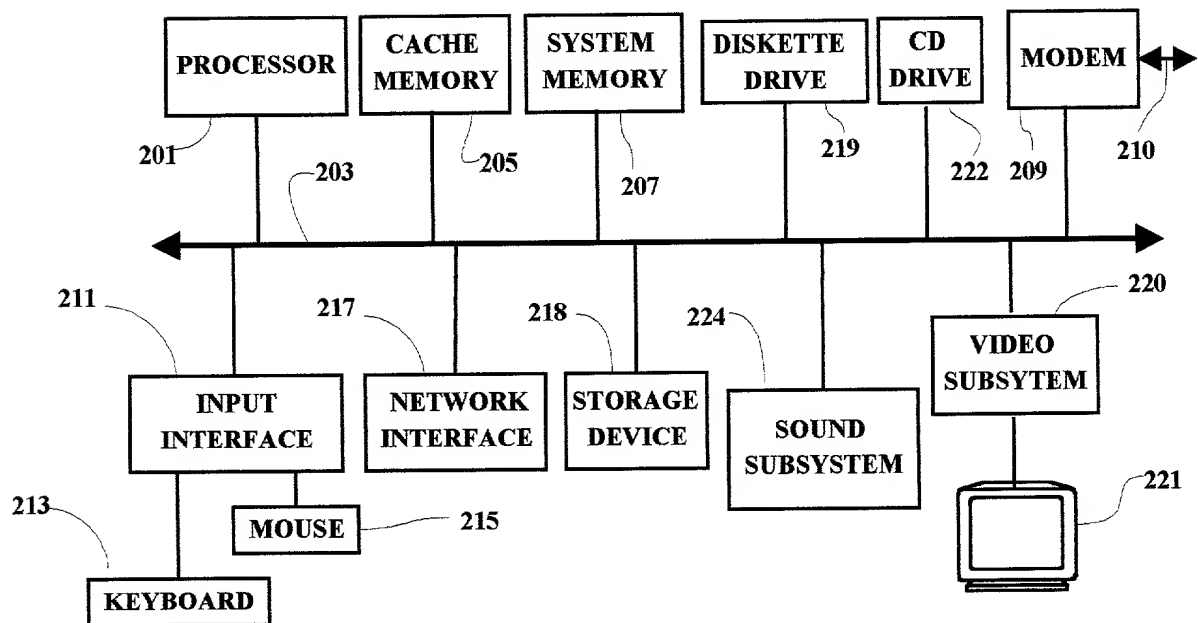 PROCESSOR
CACHE
MEMORY
SYSTEM
MEMORY
DISKETTE
DRIVE
CD
DRIVE
MODEM
201
203
205
207
219
222
209
210
211
217
218
224
220
INPUT
INTERFACE
NETWORK
INTERFACE
STORAGE
DEVICE
SOUND
SUBSYSTEM
VIDEO
SUBSYTEM
213
MOUSE
215
221
KEYBOARD